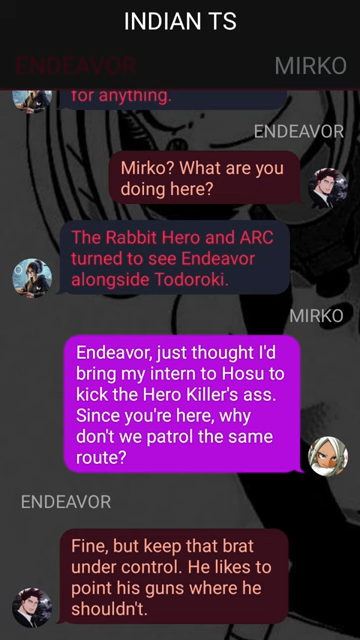 INDIAN TS
ENDEAVOR
MIRKO
for anything.
ENDEAVOR
Mirko? What are you
doing here?
The Rabbit Hero and ARC
turned to see Endeavor
alongside Todoroki.
MIRKO
Endeavor, just thought I'd
bring my intern to Hosu to
kick the Hero Killer's ass.
Since you're here, why
don't we patrol the same
route?
ENDEAVOR
Fine, but keep that brat
under control. He likes to
point his guns where he
shouldn't.